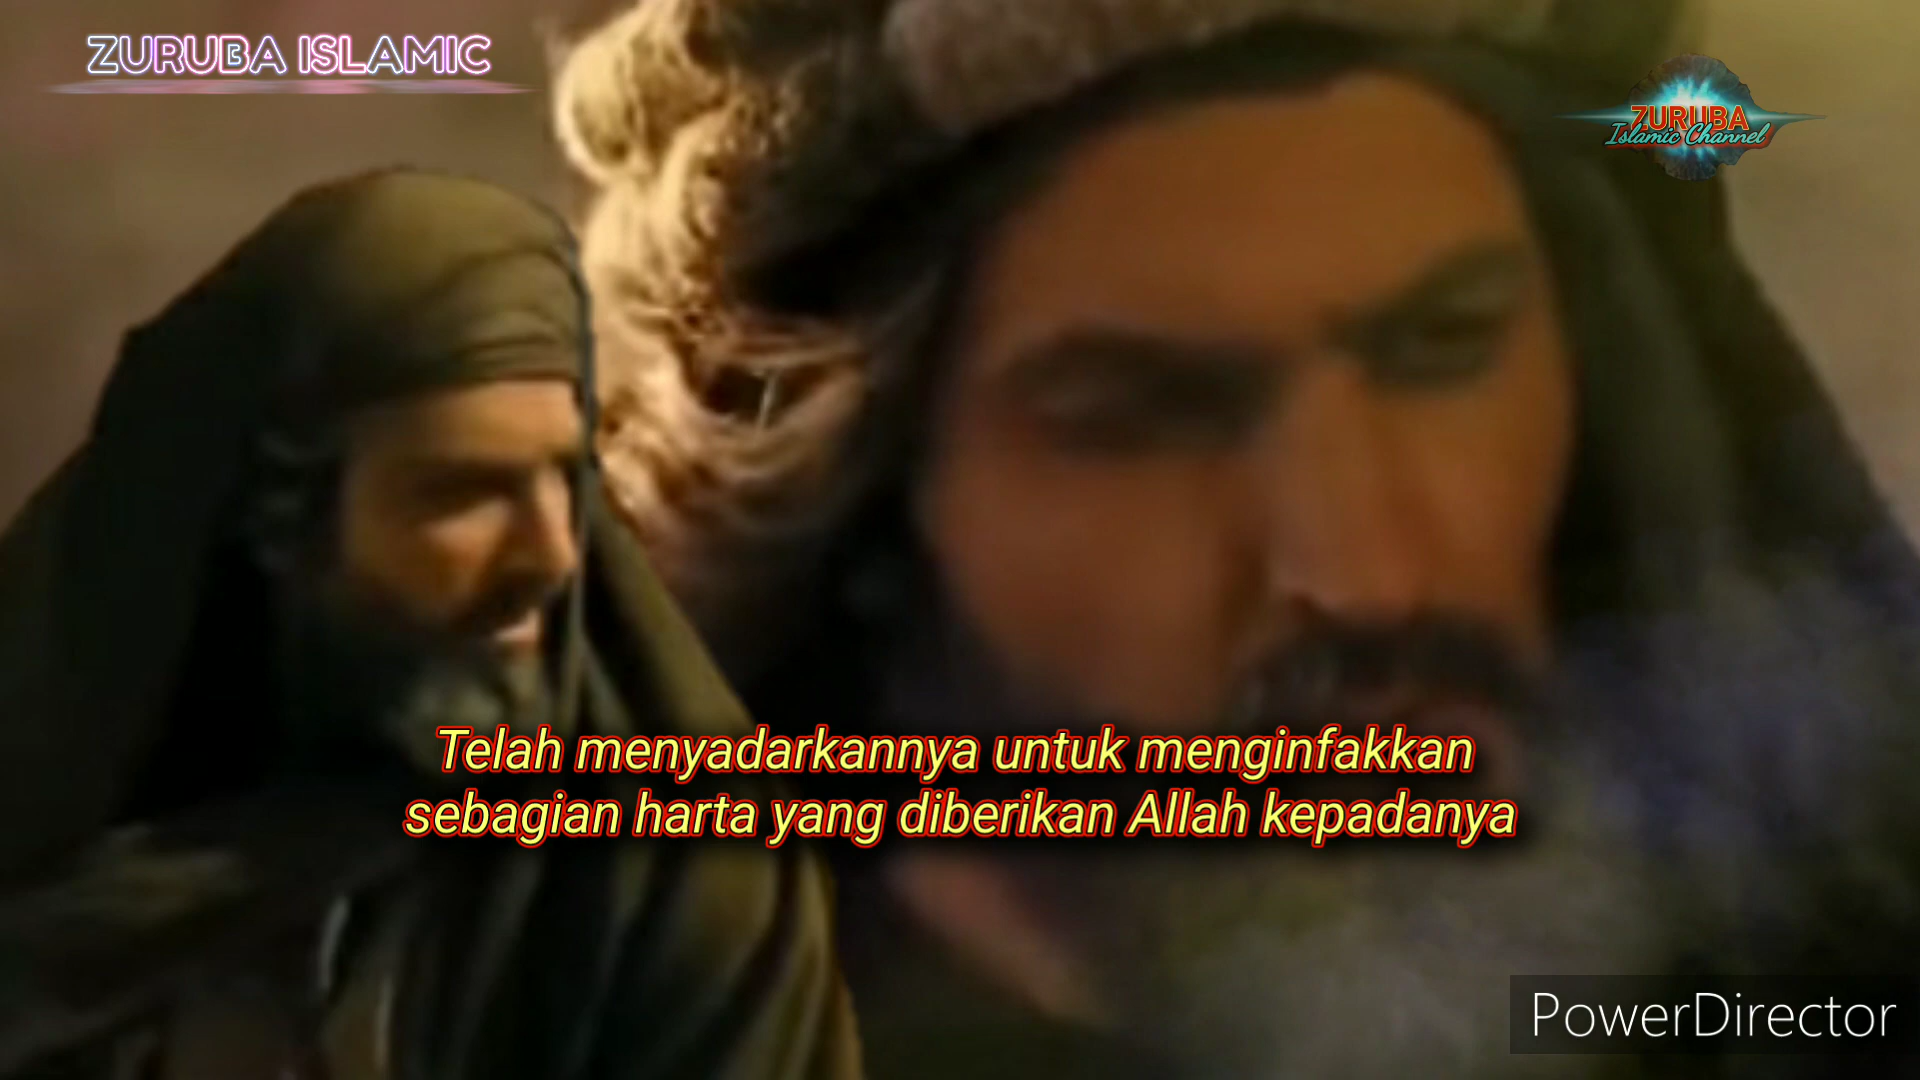 ZURUBA ISLAMIC
ZURUBA
Islamic Channel
Telah menyadarkannya untuk menginfakkan
sebagian harta yang diberikan Allah kepadanya
PowerDirector